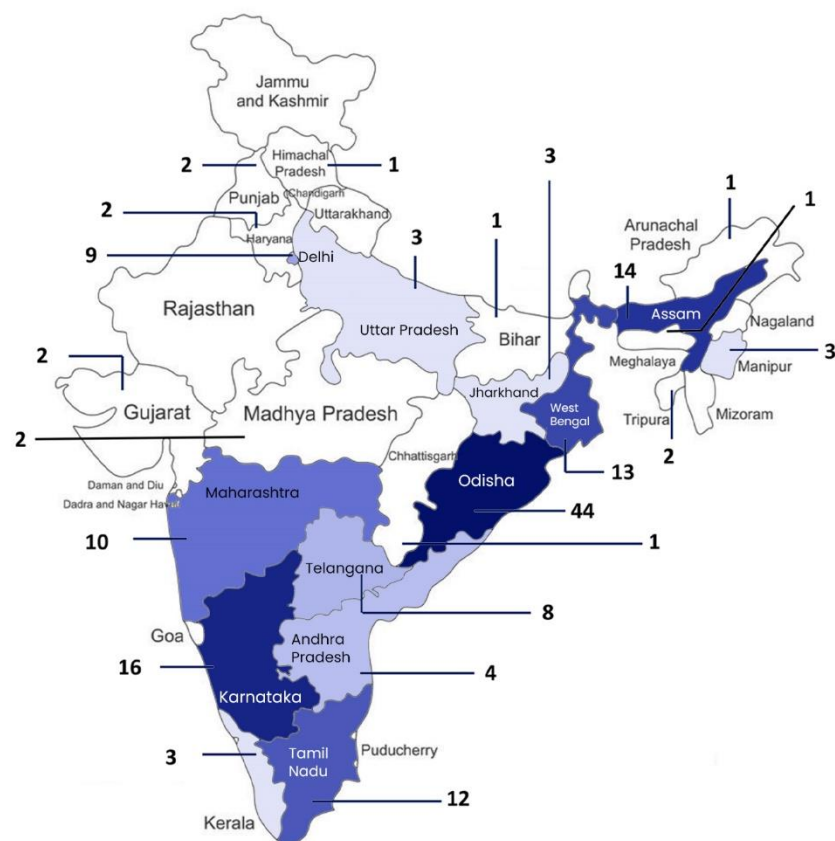 Jammu
and Kashmir
3
2
Himachal
Pradesh
1
Chandigarh
Punjab
Uttarakhand
2
Haryana
1
1
1
Arunachal
Pradesh
9
Delhi
3
14
Assam
Rajasthan
Uttar Pradesh
Bihar
Nagaland
Meghalaya
Manipur
3
2
Gujarat
Madhya Pradesh
Jharkhand
West
Bengal
Tripura
Mizoram
2
2
Chhattisgarh
13
Daman and Diu
Dadra and Nagar Haveli
Maharashtra
Odisha
44
10
1
Telangana
8
Goa
Andhra
Pradesh
16
4
Karnataka
3
Tamil
Nadu
Puducherry
12
Kerala